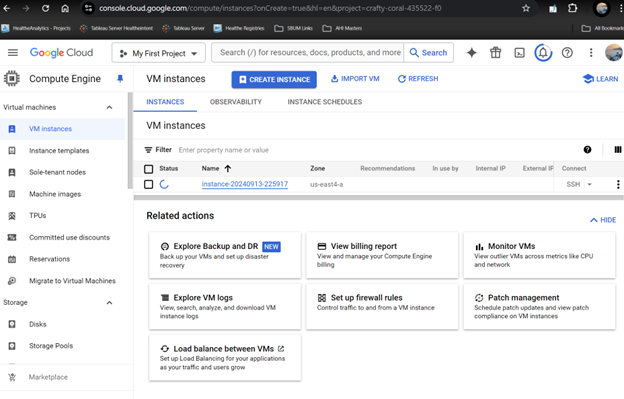 console.cloud.google.com/compute/instances?onCreate=true&hl=en&project=crafty-coral-435522-f0
HealtheAnalytics - Projects
Tableau Server Healtheintent
Tableau Server
Healthe Registries
SBUM Links
AHI Masters
All Bookmark
Google Cloud
My First Project
Search (/) for resources, docs, products, and more
Search
Compute Engine
VM instances
CREATE INSTANCE
IMPORT VM
REFRESH
LEARN
Virtual machines
VM instances
Instance templates
Sole-tenant nodes
Machine images
TPUs
Committed use discounts
Reservations
Migrate to Virtual Machines
Storage
Disks
Storage Pools
Marketplace
INSTANCES
OBSERVABILITY
INSTANCE SCHEDULES
VM instances
Filter Enter property name or value
Status Name Zone Recommendations In use by Internal IP External IP Connect
instance-20240913-225917 us-east4-a SSH
Related actions
HIDE
Explore Backup and DR NEW
Back up your VMs and set up disaster
recovery
View billing report
View and manage your Compute Engine
billing
Monitor VMs
View outlier VMs across metrics like CPU
and network
Explore VM logs
View, search, analyze, and download VM
instance logs
Set up firewall rules
Control traffic to and from a VM instance
Patch management
Schedule patch updates and view patch
compliance on VM instances
Load balance between VMs
Set up Load Balancing for your applications
as your traffic and users grow